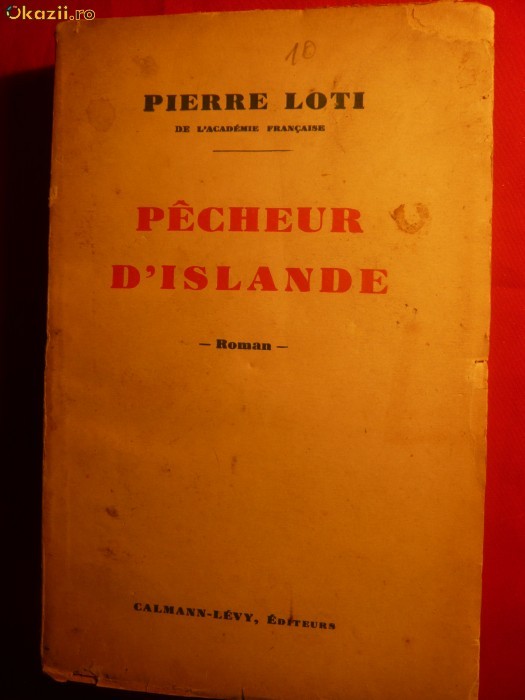 Okazii.ro
10
PIERRE LOTI
DE L'ACADÉMIE FRANÇAISE
PÊCHEUR
D'ISLANDE
— Roman —
CALMANN-LÉVY, ÉDITEURS